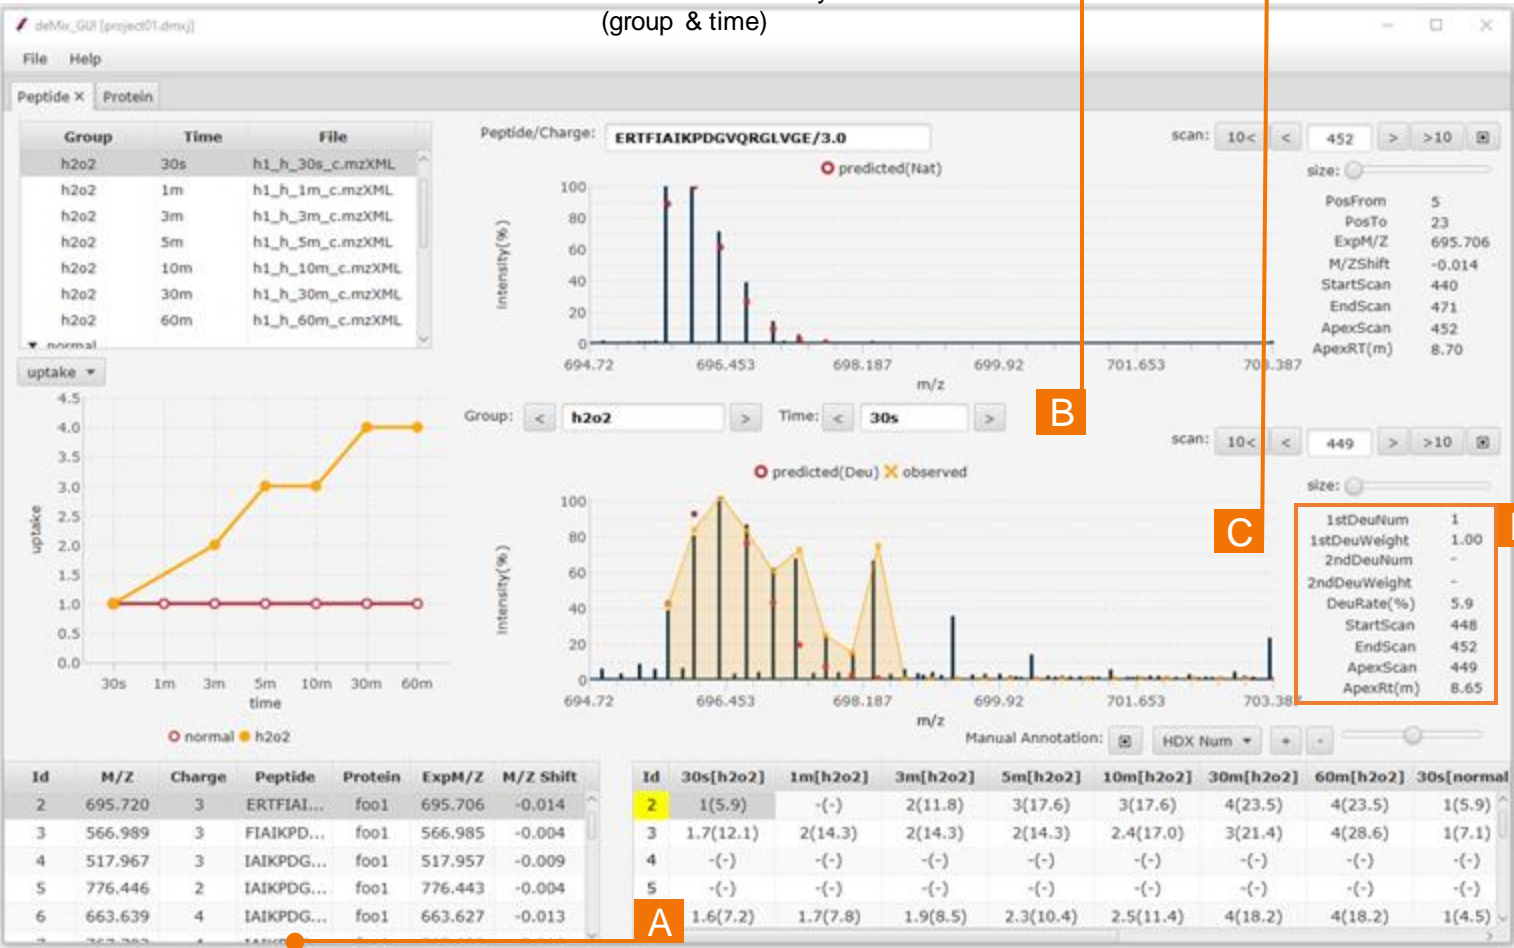 (group & time)
deMix_GUI [project01.dmxj]
File Help
Peptide × Protein
Group Time File
h2o2 30s h1_h_30s_c.mzXML
h2o2 1m h1_h_1m_c.mzXML
h2o2 3m h1_h_3m_c.mzXML
h2o2 5m h1_h_5m_c.mzXML
h2o2 10m h1_h_10m_c.mzXML
h2o2 30m h1_h_30m_c.mzXML
h2o2 60m h1_h_60m_c.mzXML
normal
Peptide/Charge: ERTFIAIKPDGVQRGLVGE/3.0
scan: 10< < 452 > >10
size:
predicted(Nat)
Intensity(%)
100
80
60
40
20
0
694.72 696.453 698.187 699.92 701.653 703.387
m/z
PosFrom 5
PosTo 23
ExpM/Z 695.706
M/ZShift -0.014
StartScan 440
EndScan 471
ApexScan 452
ApexRT(m) 8.70
uptake
uptake
4.5
4.0
3.5
3.0
2.5
2.0
1.5
1.0
0.5
0.0
30s 1m 3m 5m 10m 30m 60m
time
normal h2o2
Group: < h2o2 > Time: < 30s >
B
scan: 10< < 449 > >10
size:
predicted(Deu) observed
Intensity(%)
100
80
60
40
20
0
694.72 696.453 698.187 699.92 701.653 703.387
m/z
C
1stDeuNum 1
1stDeuWeight 1.00
2ndDeuNum -
2ndDeuWeight -
DeuRate(%) 5.9
StartScan 448
EndScan 452
ApexScan 449
ApexRt(m) 8.65
Manual Annotation: HDX Num + -
Id M/Z Charge Peptide Protein ExpM/Z M/Z Shift
2 695.720 3 ERTFIAI... foo1 695.706 -0.014
3 566.989 3 FIAIKPD... foo1 566.985 -0.004
4 517.967 3 IAIKPDG... foo1 517.957 -0.009
5 776.446 2 IAIKPDG... foo1 776.443 -0.004
6 663.639 4 IAIKPDG... foo1 663.627 -0.013
Id 30s[h2o2] 1m[h2o2] 3m[h2o2] 5m[h2o2] 10m[h2o2] 30m[h2o2] 60m[h2o2] 30s[normal
2 1(5.9) -(-) 2(11.8) 3(17.6) 3(17.6) 4(23.5) 4(23.5) 1(5.9)
3 1.7(12.1) 2(14.3) 2(14.3) 2(14.3) 2.4(17.0) 3(21.4) 4(28.6) 1(7.1)
4 -(-) -(-) -(-) -(-) -(-) -(-) -(-) -(-)
5 -(-) -(-) -(-) -(-) -(-) -(-) -(-) -(-)
1.6(7.2) 1.7(7.8) 1.9(8.5) 2.3(10.4) 2.5(11.4) 4(18.2) 4(18.2) 1(4.5)
A